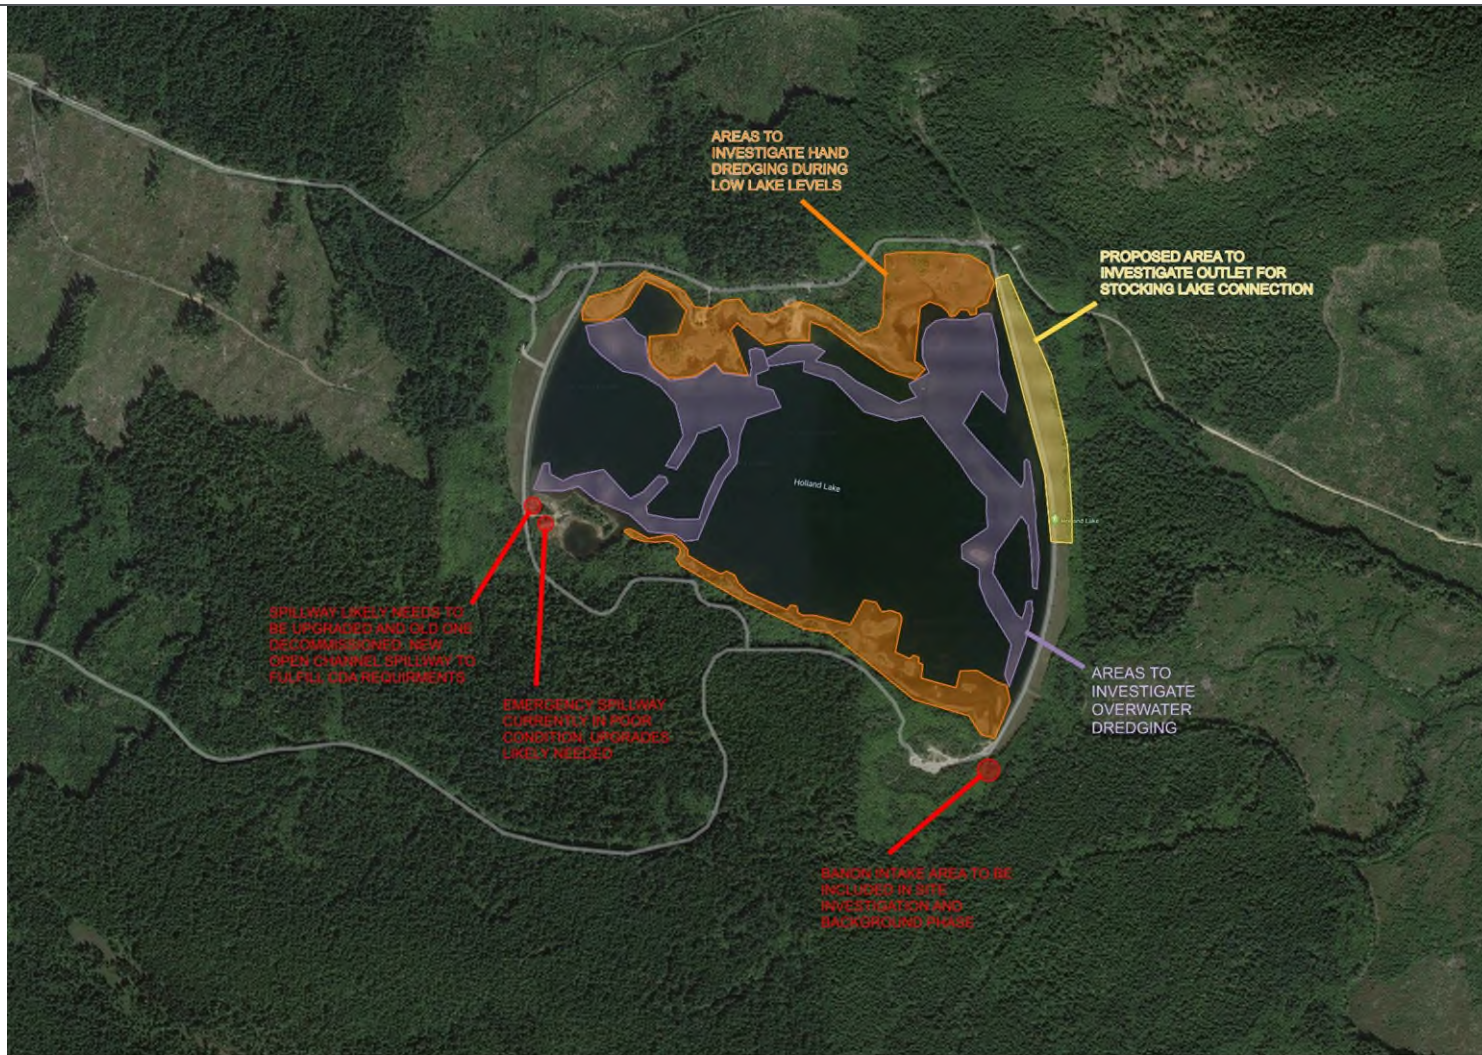 AREAS TO
INVESTIGATE HAND
DREDGING DURING
LOW LAKE LEVELS
PROPOSED AREA TO
INVESTIGATE OUTLET FOR
STOCKING LAKE CONNECTION
Holland Lake
Holland Lake
SPILLWAY LIKELY NEEDS TO
BE UPGRADED AND OLD ONE
DECOMMISSIONED. NEW
OPEN CHANNEL SPILLWAY TO
FULFILL CDA REQUIRMENTS
EMERGENCY SPILLWAY
CURRENTLY IN POOR
CONDITION, UPGRADES
LIKELY NEEDED
AREAS TO
INVESTIGATE
OVERWATER
DREDGING
BANON INTAKE AREA TO BE
INCLUDED IN SITE
INVESTIGATION AND
BACKGROUND PHASE